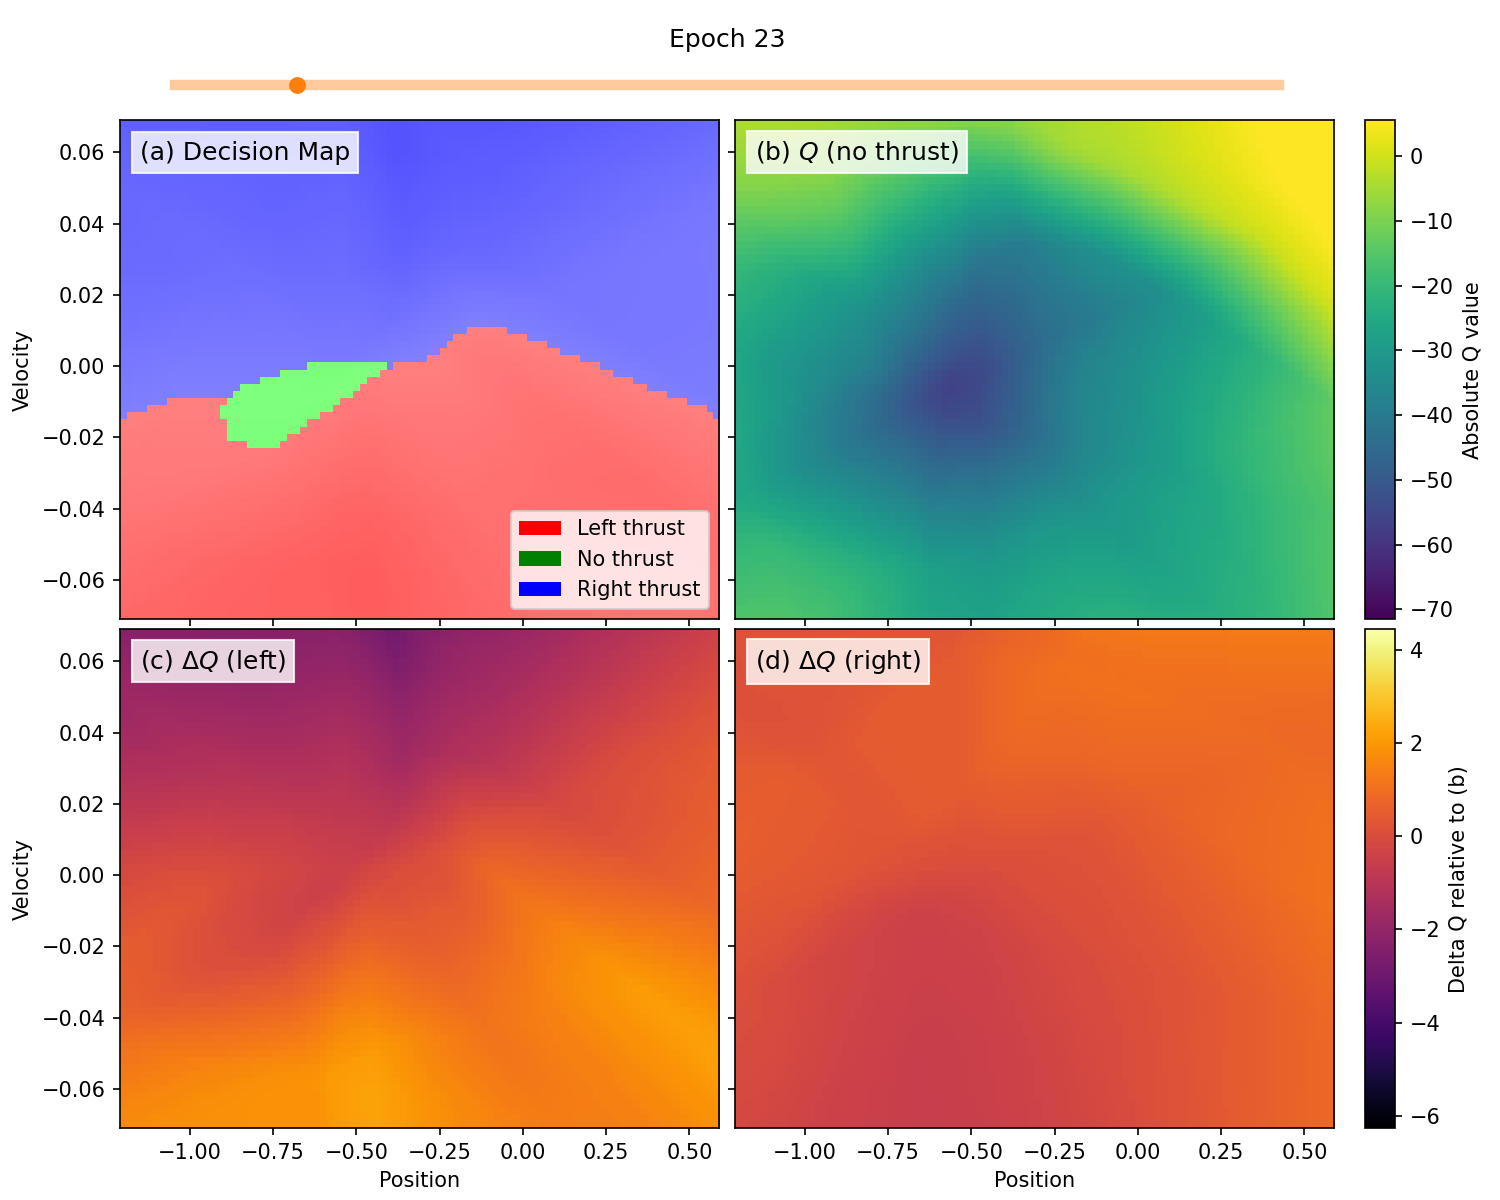 Epoch 23
(a) Decision Map
(b) Q (no thrust)
0.06
0.04
0.02
0.00
−0.02
−0.04
−0.06
Velocity
Left thrust
No thrust
Right thrust
0
−10
−20
−30
−40
−50
−60
−70
Absolute Q value
(c) ΔQ (left)
(d) ΔQ (right)
0.06
0.04
0.02
0.00
−0.02
−0.04
−0.06
Velocity
4
2
0
−2
−4
−6
Delta Q relative to (b)
−1.00 −0.75 −0.50 −0.25 0.00 0.25 0.50
Position
−1.00 −0.75 −0.50 −0.25 0.00 0.25 0.50
Position